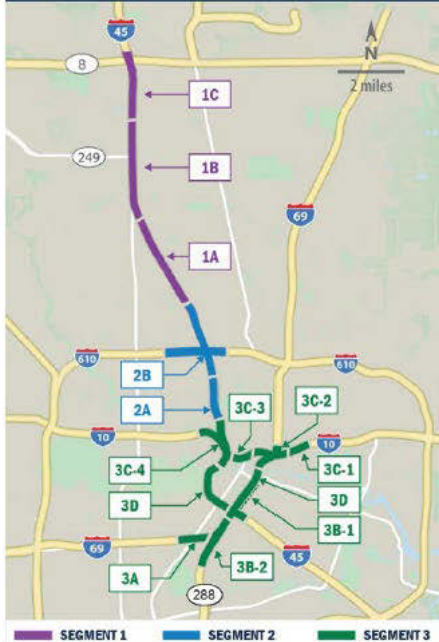 45
N
8
2 miles
1C
249
1B
69
1A
610
610
2B
3C-2
2A
3C-3
10
10
3C-4
3C-1
3D
3D
3B-1
69
3A
3B-2
45
288
SEGMENT 1
SEGMENT 2
SEGMENT 3